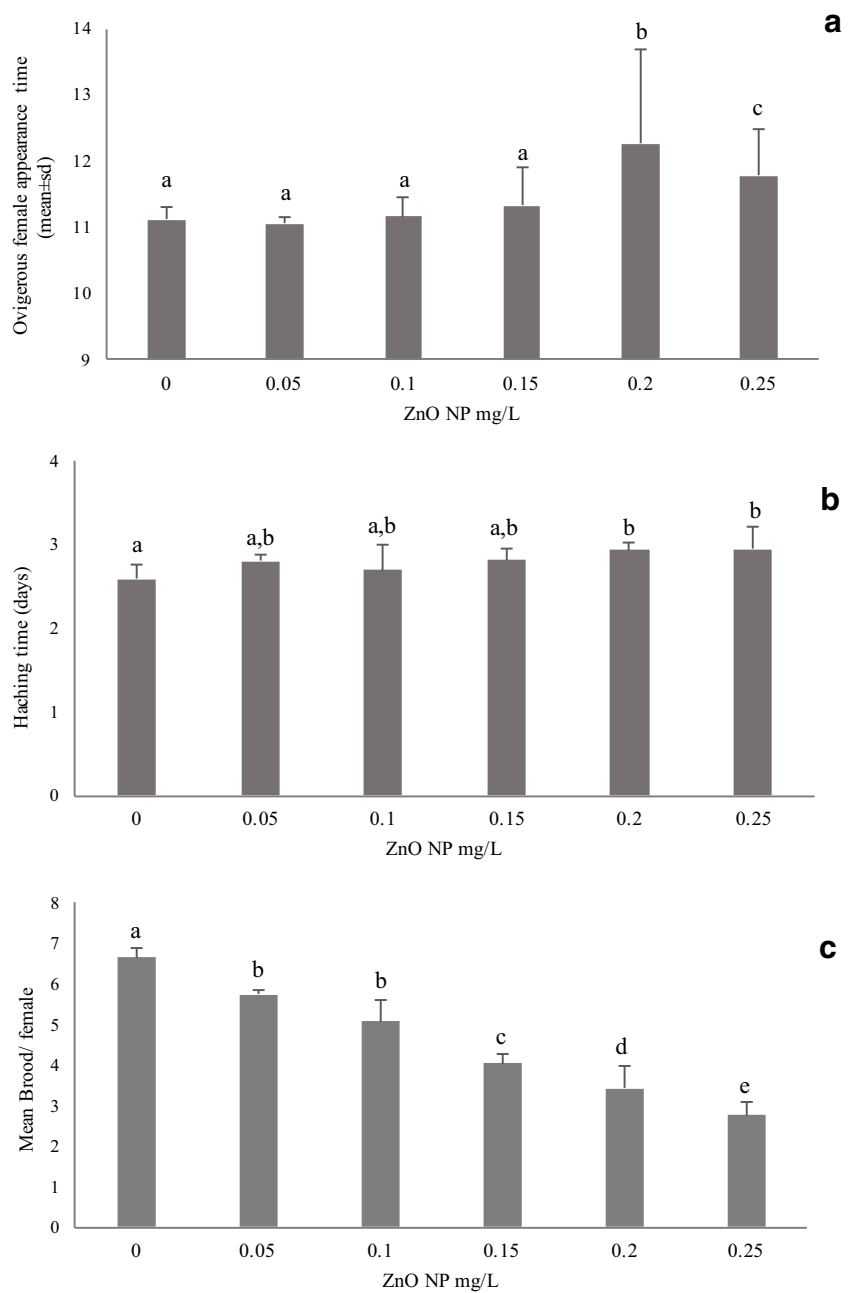 a
Ovigerous female appearance time
(mean±sd)
14
13
12
11
10
9
a
a
a
a
b
c
0 0.05 0.1 0.15 0.2 0.25
ZnO NP mg/L
b
Haching time (days)
4
3
2
1
0
a
a,b
a,b
a,b
b
b
0 0.05 0.1 0.15 0.2 0.25
ZnO NP mg/L
c
Mean Brood/ female
8
7
6
5
4
3
2
1
0
a
b
b
c
d
e
0 0.05 0.1 0.15 0.2 0.25
ZnO NP mg/L